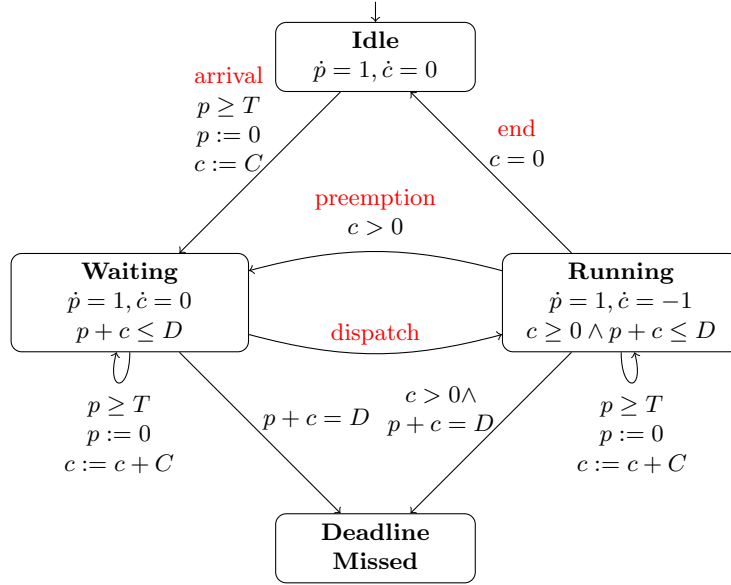 Idle
ṗ = 1, ċ = 0
arrival
p ≥ T
p := 0
c := C
end
c = 0
preemption
c > 0
Waiting
ṗ = 1, ċ = 0
p + c ≤ D
Running
ṗ = 1, ċ = −1
c ≥ 0 ∧ p + c ≤ D
dispatch
p ≥ T
p := 0
c := c + C
p + c = D
c > 0∧
p + c = D
p ≥ T
p := 0
c := c + C
Deadline
Missed